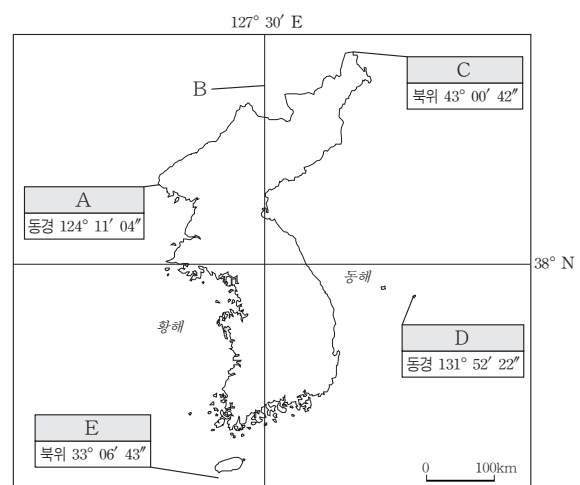 127° 30′ E
B
C
북위 43° 00′ 42″
A
동경 124° 11′ 04″
38° N
동해
황해
D
동경 131° 52′ 22″
E
북위 33° 06′ 43″
0 100km